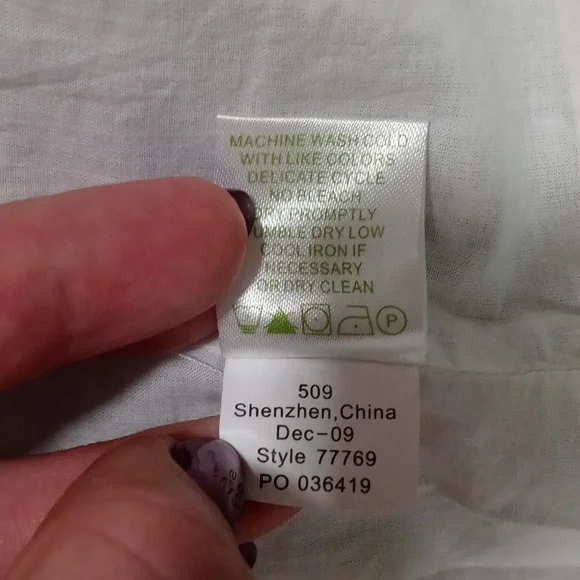 MACHINE WASH COLD
WITH LIKE COLORS
DELICATE CYCLE
NO BLEACH
PROMPTLY
UMBLE DRY LOW
COOL IRON IF
NECESSARY
OR DRY CLEAN
P
509
Shenzhen,China
Dec-09
Style 77769
PO 036419